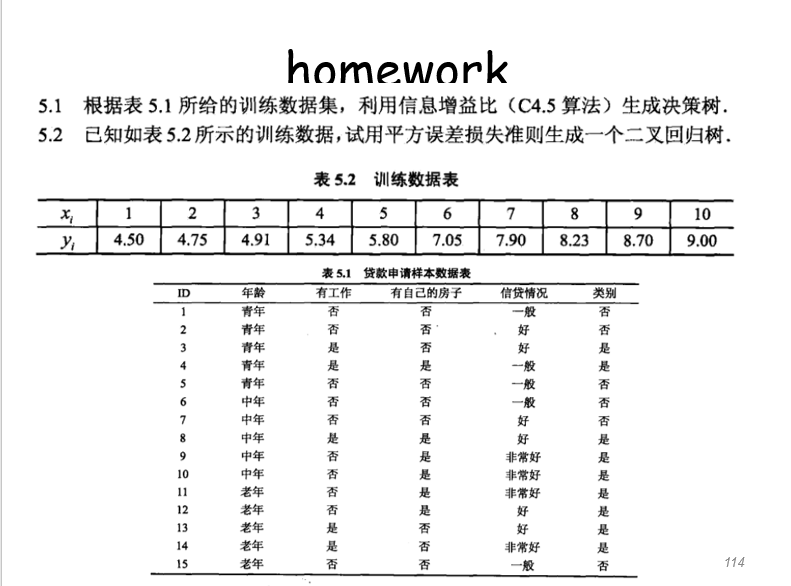 homework
5.1 根据表 5.1 所给的训练数据集，利用信息增益比（C4.5 算法）生成决策树．
5.2 已知如表 5.2 所示的训练数据，试用平方误差损失准则生成一个二叉回归树．
表 5.2 训练数据表
xᵢ 1 2 3 4 5 6 7 8 9 10
yᵢ 4.50 4.75 4.91 5.34 5.80 7.05 7.90 8.23 8.70 9.00
表 5.1 贷款申请样本数据表
ID 年龄 有工作 有自己的房子 信贷情况 类别
1 青年 否 否 一般 否
2 青年 否 否 好 否
3 青年 是 否 好 是
4 青年 是 是 一般 是
5 青年 否 否 一般 否
6 中年 否 否 一般 否
7 中年 否 否 好 否
8 中年 是 是 好 是
9 中年 否 是 非常好 是
10 中年 否 是 非常好 是
11 老年 否 是 非常好 是
12 老年 否 是 好 是
13 老年 是 否 好 是
14 老年 是 否 非常好 是
15 老年 否 否 一般 否
114